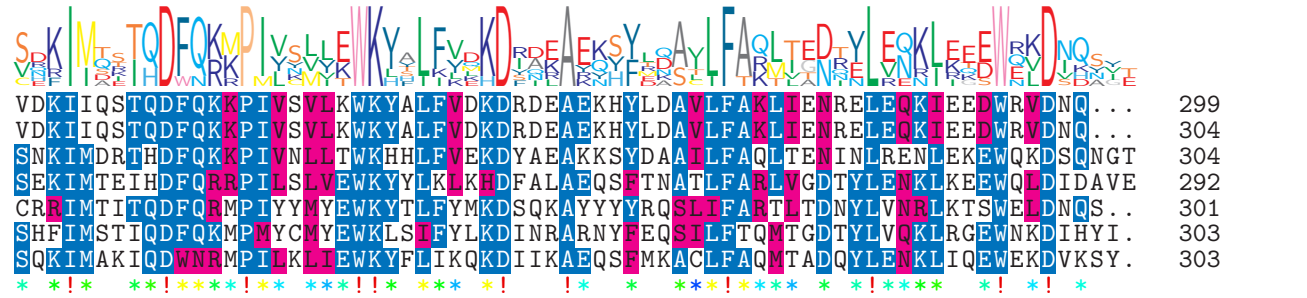 VDKIIQSTQDFQKKPIVSVLKWKYALFVDKDRDEAEKHYLDAVLFAKLIENRELEQKIEEDWRVDNQ... 299
VDKIIQSTQDFQKKPIVSVLKWKYALFVDKDRDEAEKHYLDAVLFAKLIENRELEQKIEEDWRVDNQ... 304
SNKIMDRTHDFQKKPIVNLLTWKHHLFVEKDYAEAKKSYDAAILFAQLTENINLRENLEKEWQKDSQNGT 304
SEKIMTEIHDFQRRPILSLVEWKYYLKLKHDFALAEQSFTNATLFARLVGDTYLENKLKEEWQLDIDAVE 292
CRRIMTITQDFQRMPIYYMYEWKYTLFYMKDSQKAYYYYRQSLIFARTLTDNYLVNRLKTSWELDNQS.. 301
SHFIMSTIQDFQKMPMYCMYEWKLSIFYLKDINRARNYFEQSILFTQMTGDTYLVQKLRGEWNKDIHYI. 303
SQKIMAKIQDWNRMPILKLIEWKYFLIKQKDIIKAEQSFMKACLFAQMTADQYLENKLIQEWEKDVKSY. 303
* *!* **!****!** ***!!* *** *! !* * ***!**** * *!**** *! *! *